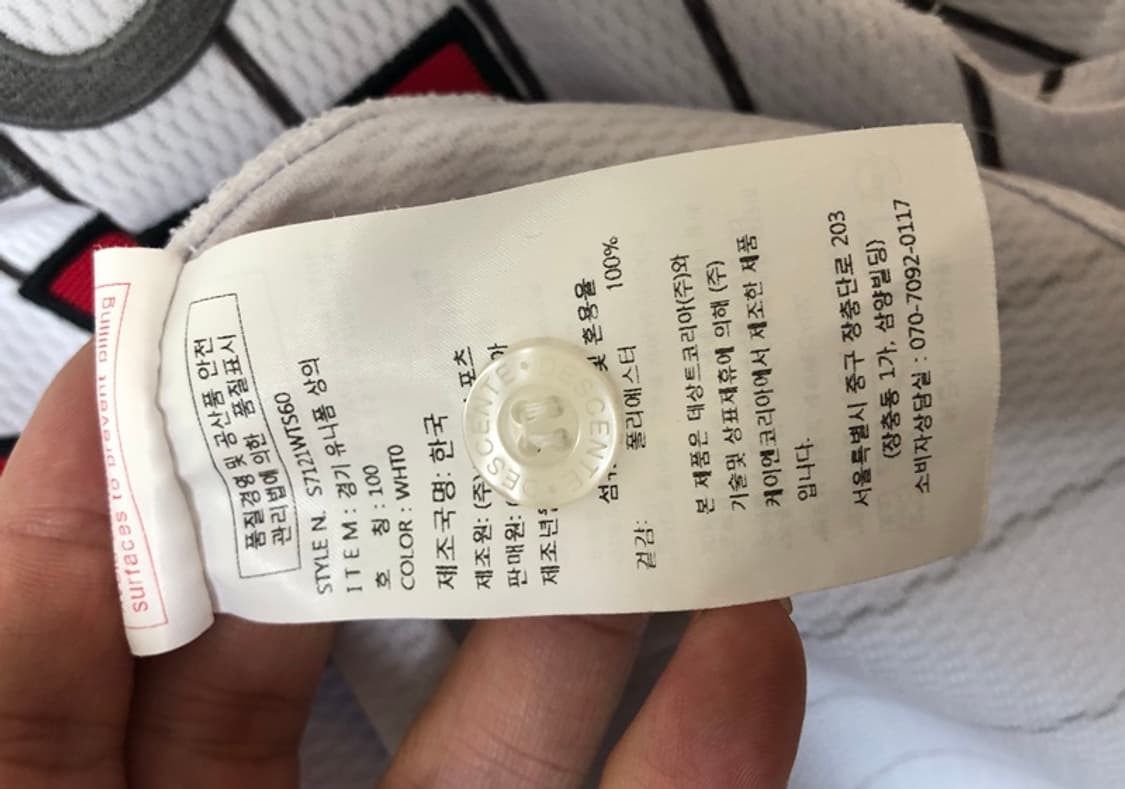 surfaces to prevent pilling
품질경영 및 공산품 안전
관리법에 의한 품질표시
STYLE N. S7121WTS60
ITEM : 경기 유니폼 상의
호 칭 : 100
COLOR : WHT0
제조국명 : 한국
제조원: (주) 포츠
판매원:
제조년
및 혼용율
겉감: 폴리에스터 100%
본 제품은 데상트코리아(주)와
기술및 상표제휴에 의해 (주)
케이엔코리아에서 제조한 제품
입니다.
서울특별시 중구 장충단로 203
(장충동 1가, 삼양빌딩)
소비자상담실 : 070-7092-0117
DESCENTE · DESCENTE ·